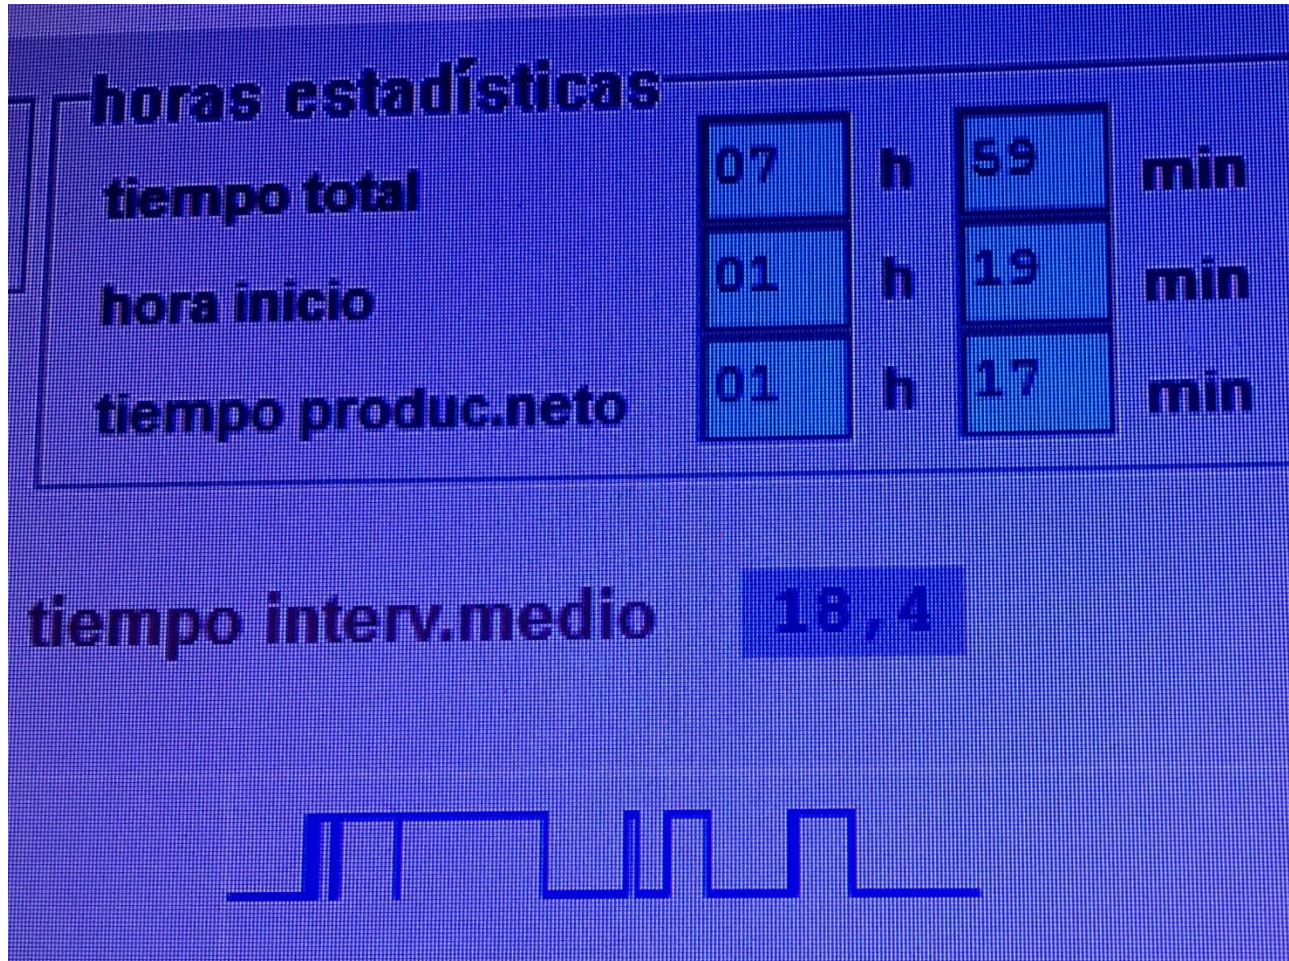 horas estadísticas
tiempo total 07 h 59 min
hora inicio 01 h 19 min
tiempo produc.neto 01 h 17 min
tiempo interv.medio 18,4